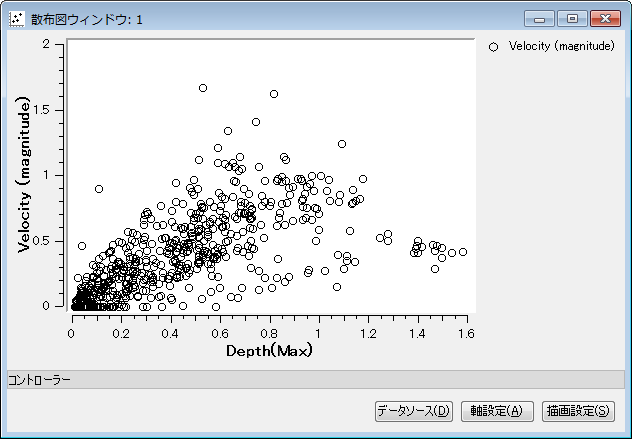 散布図ウィンドウ: 1
Velocity (magnitude)
2
1.5
1
0.5
0
Velocity (magnitude)
0 0.2 0.4 0.6 0.8 1 1.2 1.4 1.6
Depth(Max)
コントローラー
データソース(D) 軸設定(A) 描画設定(S)